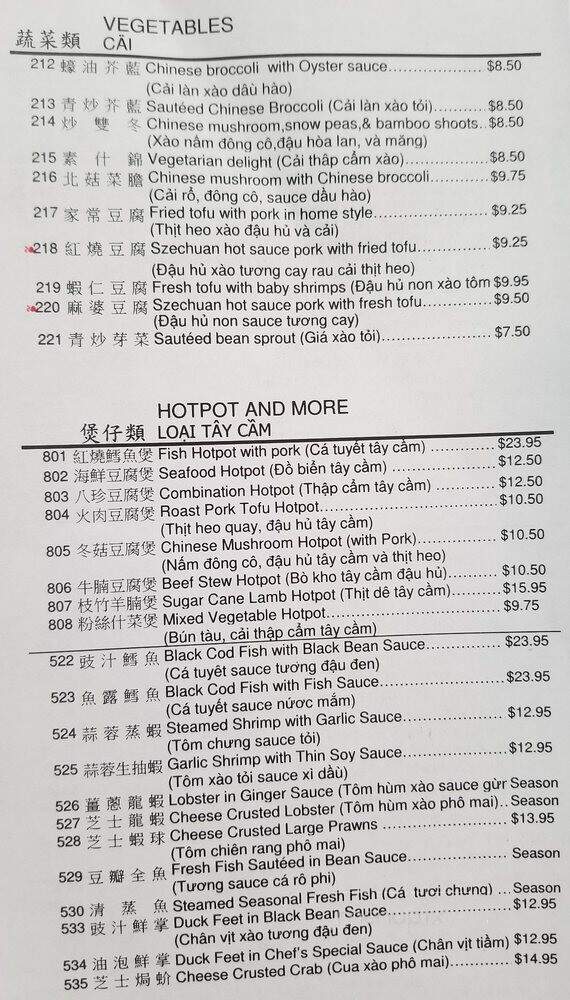 VEGETABLES
蔬菜類 CẢI
212 蠔油芥藍 Chinese broccoli with Oyster sauce.................... $8.50
(Cải làn xào dầu hào)
213 青炒芥藍 Sautéed Chinese Broccoli (Cải làn xào tỏi)............ $8.50
214 炒雙冬 Chinese mushroom,snow peas,& bamboo shoots.. $8.50
(Xào nấm đông cô,đậu hòa lan, và măng)
215 素什錦 Vegetarian delight (Cải thâp cẩm xào).................. $8.50
216 北菇菜膽 Chinese mushroom with Chinese broccoli............ $9.75
(Cải rổ, đông cô, sauce dầu hào)
217 家常豆腐 Fried tofu with pork in home style........................ $9.25
(Thịt heo xào đậu hủ và cải)
218 紅燒豆腐 Szechuan hot sauce pork with fried tofu................ $9.25
(Đậu hủ xào tương cay rau cải thịt heo)
219 蝦仁豆腐 Fresh tofu with baby shrimps (Đậu hủ non xào tôm $9.95
220 麻婆豆腐 Szechuan hot sauce pork with fresh tofu............... $9.50
(Đậu hủ non sauce tương cay)
221 青炒芽菜 Sautéed bean sprout (Giá xào tỏi)........................ $7.50
HOTPOT AND MORE
煲仔類 LOẠI TÂY CẦM
801 紅燒鱈魚煲 Fish Hotpot with pork (Cá tuyết tây cầm) ............. $23.95
802 海鮮豆腐煲 Seafood Hotpot (Đồ biển tây cầm) ..................... $12.50
803 八珍豆腐煲 Combination Hotpot (Thập cẩm tây cầm) ............ $12.50
804 火肉豆腐煲 Roast Pork Tofu Hotpot................................ $10.50
(Thịt heo quay, đậu hủ tây cầm)
805 冬菇豆腐煲 Chinese Mushroom Hotpot (with Pork)................ $10.50
(Nấm đông cô, đậu hủ tây cầm và thịt heo)
806 牛腩豆腐煲 Beef Stew Hotpot (Bò kho tây cầm đậu hủ).......... $10.50
807 枝竹羊腩煲 Sugar Cane Lamb Hotpot (Thịt dê tây cầm)......... $15.95
808 粉絲什菜煲 Mixed Vegetable Hotpot................................ $9.75
(Bún tàu, cải thập cẩm tây cầm)
522 豉汁鱈魚 Black Cod Fish with Black Bean Sauce............... $23.95
(Cá tuyêt sauce tương đậu đen)
523 魚露鱈魚 Black Cod Fish with Fish Sauce........................ $23.95
(Cá tuyết sauce nước mắm)
524 蒜蓉蒸蝦 Steamed Shrimp with Garlic Sauce................... $12.95
(Tôm chưng sauce tỏi)
525 蒜蓉生抽蝦 Garlic Shrimp with Thin Soy Sauce.................. $12.95
(Tôm xào tỏi sauce xì dầu)
526 薑蔥龍蝦 Lobster in Ginger Sauce (Tôm hùm xào sauce gừr Season
527 芝士龍蝦 Cheese Crusted Lobster (Tôm hùm xào phô mai).. Season
528 芝士蝦球 Cheese Crusted Large Prawns ....................... $13.95
(Tôm chiên rang phô mai)
529 豆瓣全魚 Fresh Fish Sautéed in Bean Sauce.................. Season
(Tương sauce cá rô phi)
530 清蒸魚 Steamed Seasonal Fresh Fish (Cá tươi chưng) ... Season
533 豉汁鮮掌 Duck Feet in Black Bean Sauce..................... $12.95
(Chân vịt xào tương đậu đen)
534 油泡鮮掌 Duck Feet in Chef's Special Sauce (Chân vịt tiềm) $12.95
535 芝士焗蚧 Cheese Crusted Crab (Cua xào phô mai).............. $14.95